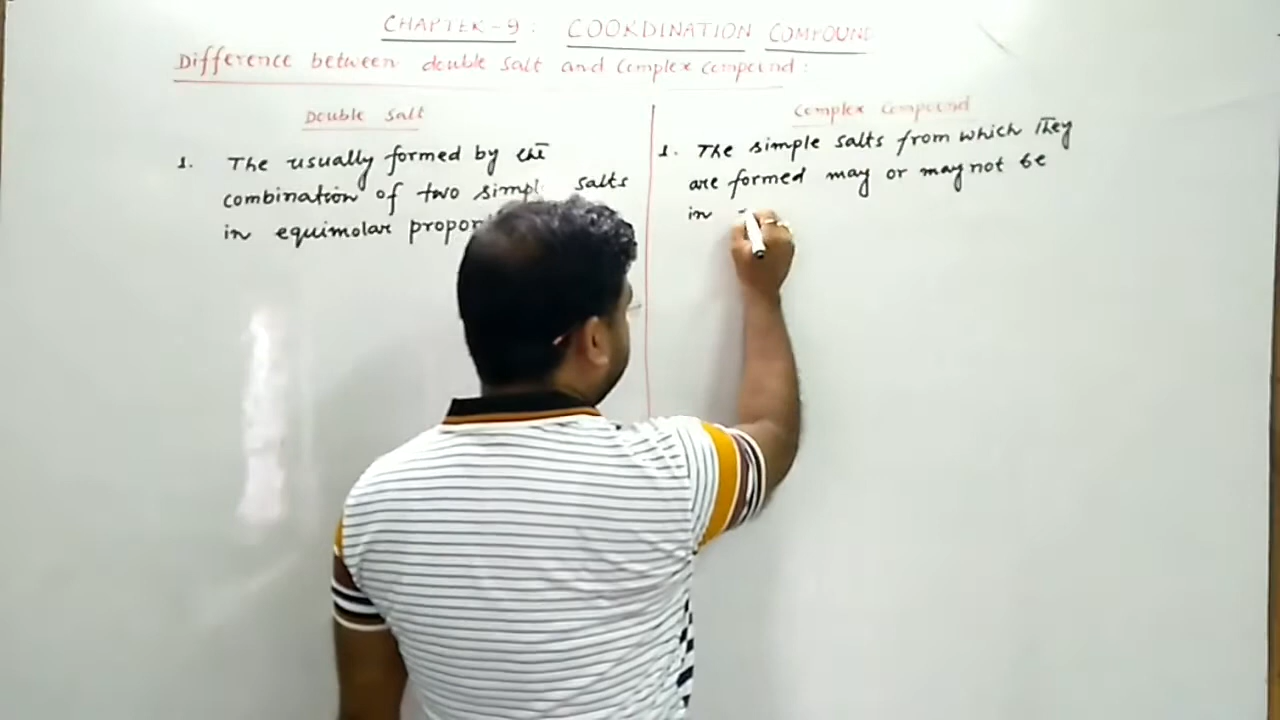 CHAPTER-9: COORDINATION COMPOUND
Difference between double salt and Complex Compound:
Double Salt
1. The usually formed by the
combination of two simpl salts
in equimolar propor
Complex Compound
1. The simple salts from which They
are formed may or may not be
in